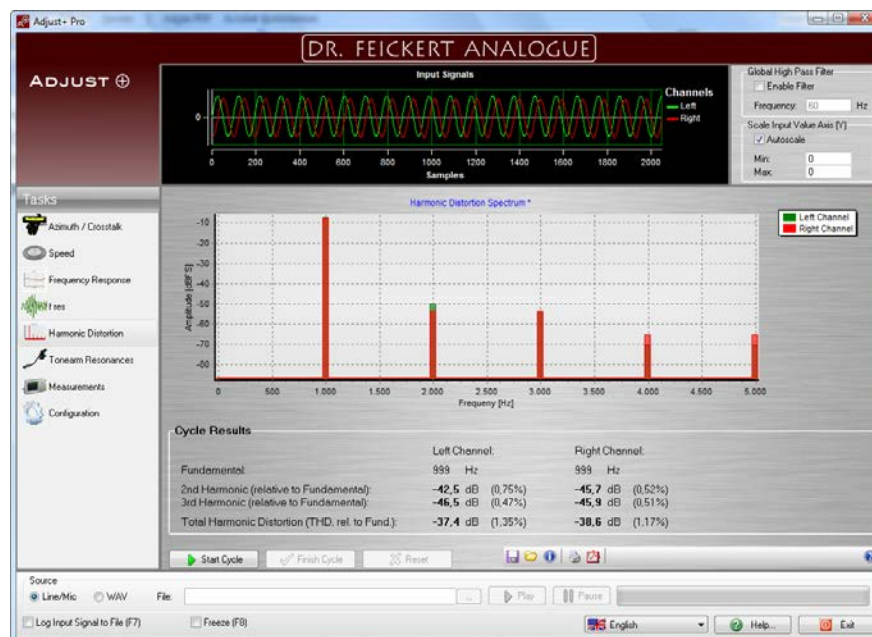 Adjust+ Pro
DR. FEICKERT ANALOGUE
ADJUST
Input Signals
Channels
Left
Right
0
0 200 400 600 800 1000 1200 1400 1600 1800 2000
Samples
Global High Pass Filter
Enable Filter
Frequency: 60 Hz
Scale Input Value Axis (Y)
Autoscale
Min: 0
Max: 0
Tasks
Azimuth / Crosstalk
Speed
Frequency Response
f res
Harmonic Distortion
Tonearm Resonances
Measurements
Configuration
Harmonic Distortion Spectrum *
Left Channel
Right Channel
Amplitude [dBFS]
-10
-20
-30
-40
-50
-60
-70
-80
0 500 1.000 1.500 2.000 2.500 3.000 3.500 4.000 4.500 5.000
Frequeny [Hz]
Cycle Results
Left Channel: Right Channel:
Fundamental: 999 Hz 999 Hz
2nd Harmonic (relative to Fundamental): -42,5 dB (0,75%) -45,7 dB (0,52%)
3rd Harmonic (relative to Fundamental): -46,5 dB (0,47%) -45,9 dB (0,51%)
Total Harmonic Distortion (THD, rel. to Fund.): -37,4 dB (1,35%) -38,6 dB (1,17%)
Start Cycle Finish Cycle Reset
Source
Line/Mic WAV File: ... Play Pause
Log Input Signal to File (F7) Freeze (F8) English Help... Exit